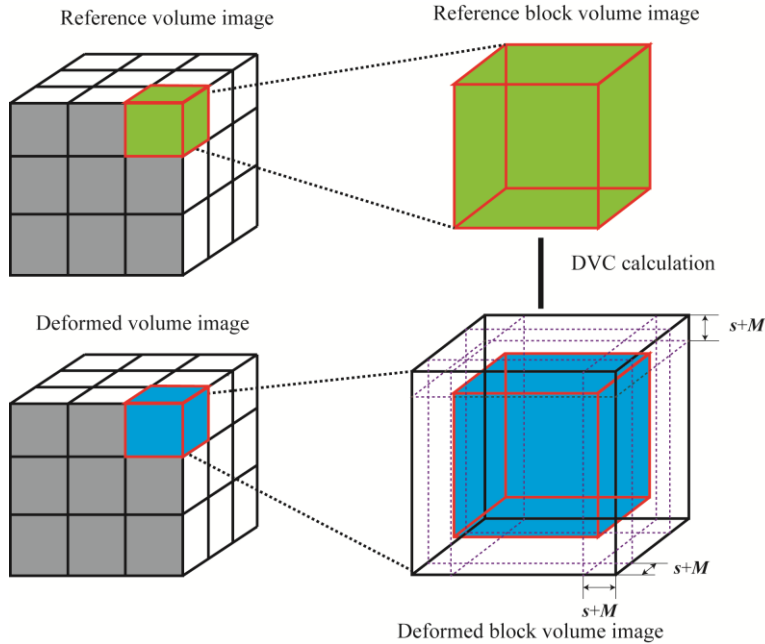 Reference volume image
Reference block volume image
DVC calculation
Deformed volume image
s+M
s+M
s+M
Deformed block volume image